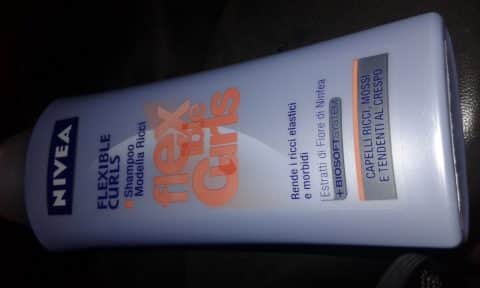 NIVEA
FLEXIBLE
CURLS
Shampoo
Modella Ricci
flex
Curls
Rende i ricci elastici
e morbidi
Estratti di Fiore di Ninfea
+BIOSOFTSYSTEM
CAPELLI RICCI, MOSSI
E TENDENTI AL CRESPO